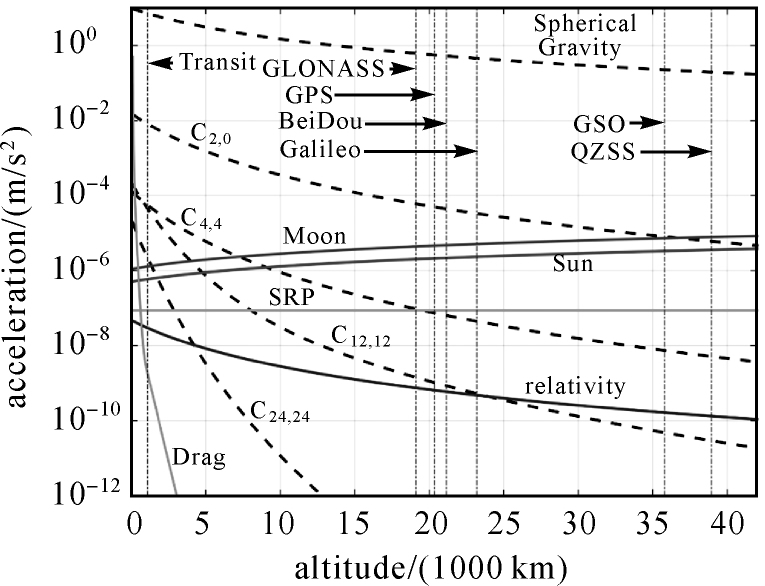 Spherical
Gravity
Transit
GLONASS
GPS
BeiDou
GSO
Galileo
QZSS
C2,0
C4,4
Moon
Sun
SRP
C12,12
relativity
C24,24
Drag
acceleration/(m/s²)
10⁰
10⁻²
10⁻⁴
10⁻⁶
10⁻⁸
10⁻¹⁰
10⁻¹²
0 5 10 15 20 25 30 35 40
altitude/(1000 km)